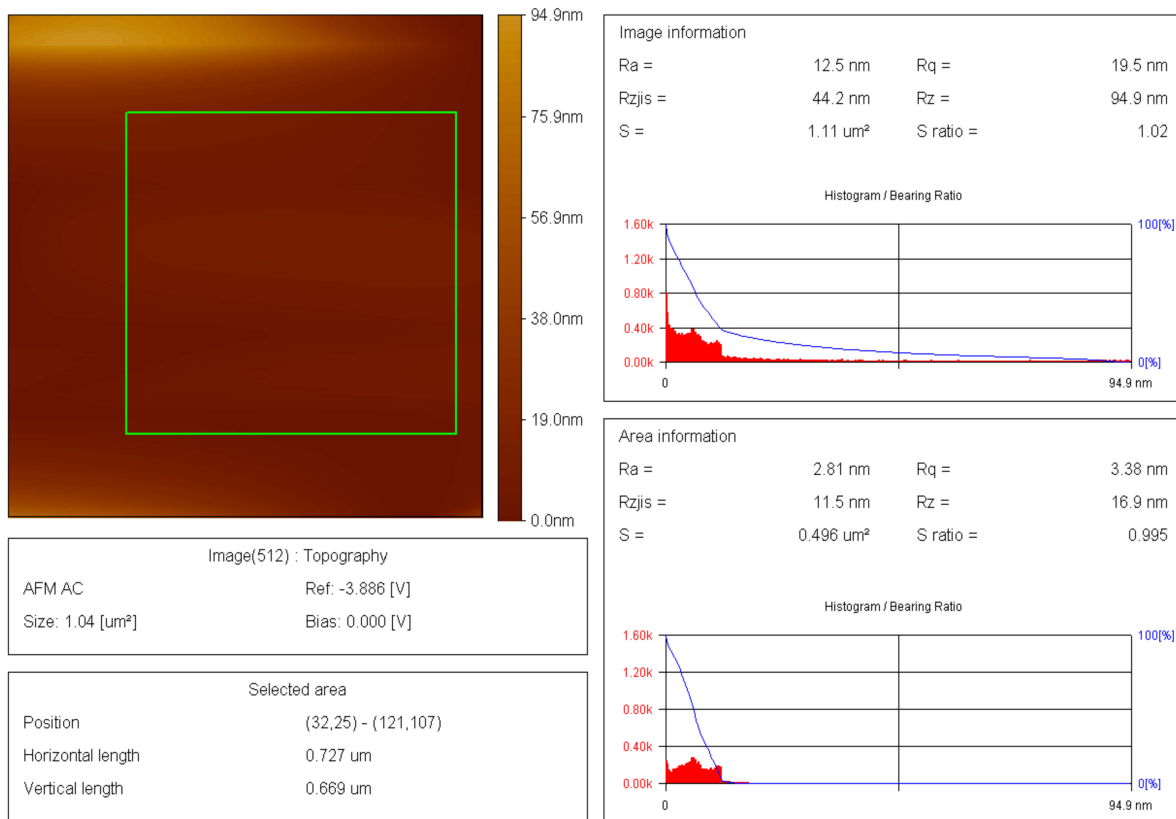 94.9nm
75.9nm
56.9nm
38.0nm
19.0nm
0.0nm
Image(512) : Topography
AFM AC Ref: -3.886 [V]
Size: 1.04 [um²] Bias: 0.000 [V]
Selected area
Position (32,25) - (121,107)
Horizontal length 0.727 um
Vertical length 0.669 um
Image information
Ra = 12.5 nm Rq = 19.5 nm
Rzjis = 44.2 nm Rz = 94.9 nm
S = 1.11 um² S ratio = 1.02
Histogram / Bearing Ratio
1.60k 100[%]
1.20k
0.80k
0.40k
0.00k 0[%]
0 94.9 nm
Area information
Ra = 2.81 nm Rq = 3.38 nm
Rzjis = 11.5 nm Rz = 16.9 nm
S = 0.496 um² S ratio = 0.995
Histogram / Bearing Ratio
1.60k 100[%]
1.20k
0.80k
0.40k
0.00k 0[%]
0 94.9 nm